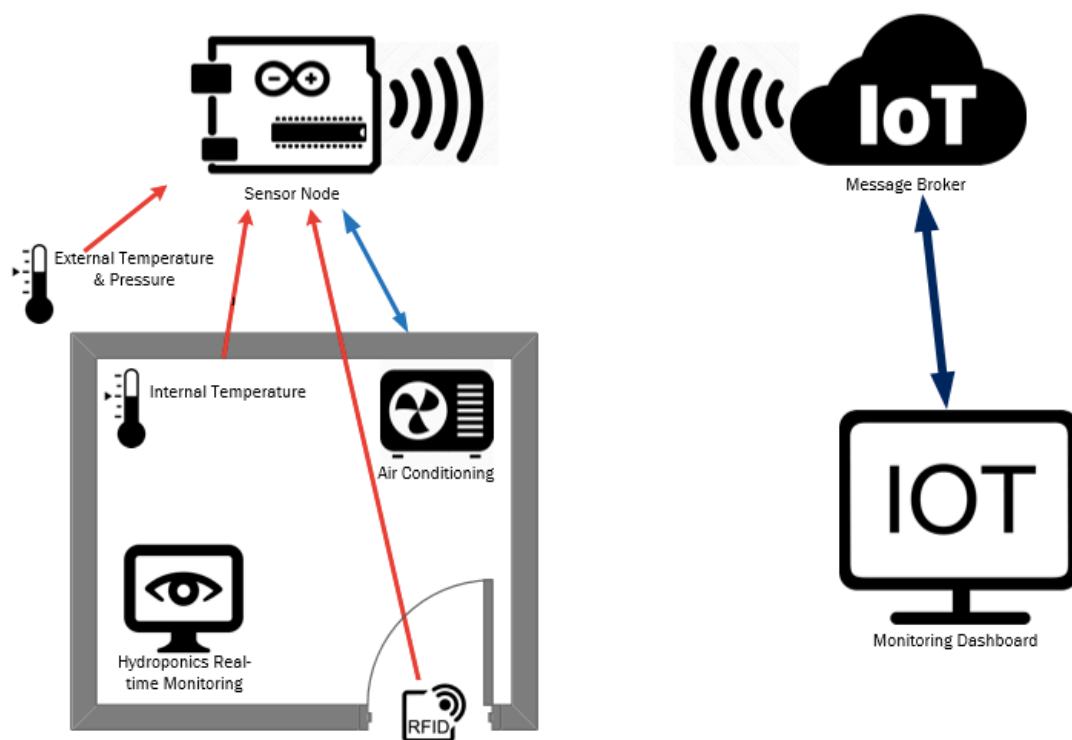 IoT
Sensor Node
Message Broker
External Temperature
& Pressure
Internal Temperature
Air Conditioning
IOT
Monitoring Dashboard
Hydroponics Real-
time Monitoring
RFID